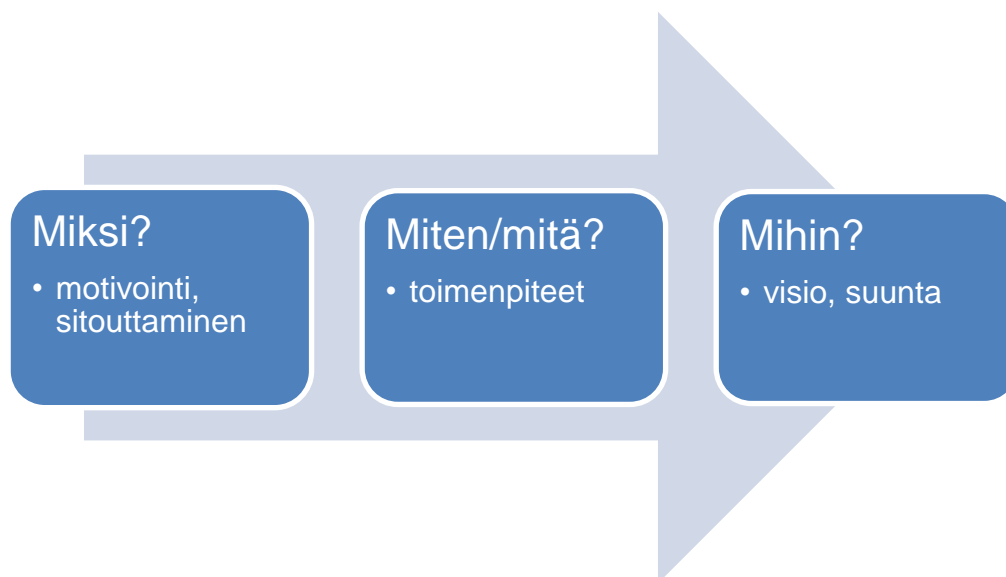 Miksi?
• motivointi,
sitouttaminen
Miten/mitä?
• toimenpiteet
Mihin?
• visio, suunta